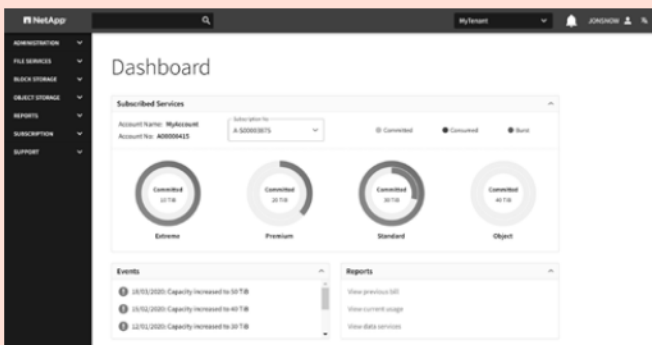 NetApp
MyTenant
JONSNOW
ADMINISTRATION
FILE SERVICES
BLOCK STORAGE
OBJECT STORAGE
REPORTS
SUBSCRIPTION
SUPPORT
Dashboard
Subscribed Services
Account Name: MyAccount
Account No: A00000415
Subscription No
A-S00003075
Committed
Consumed
Burst
Committed
10 TiB
Extreme
Committed
20 TiB
Premium
Committed
30 TiB
Standard
Committed
40 TiB
Object
Events
18/03/2020: Capacity increased to 50 TiB
15/02/2020: Capacity increased to 40 TiB
12/01/2020: Capacity increased to 30 TiB
Reports
View previous bill
View current usage
View data services